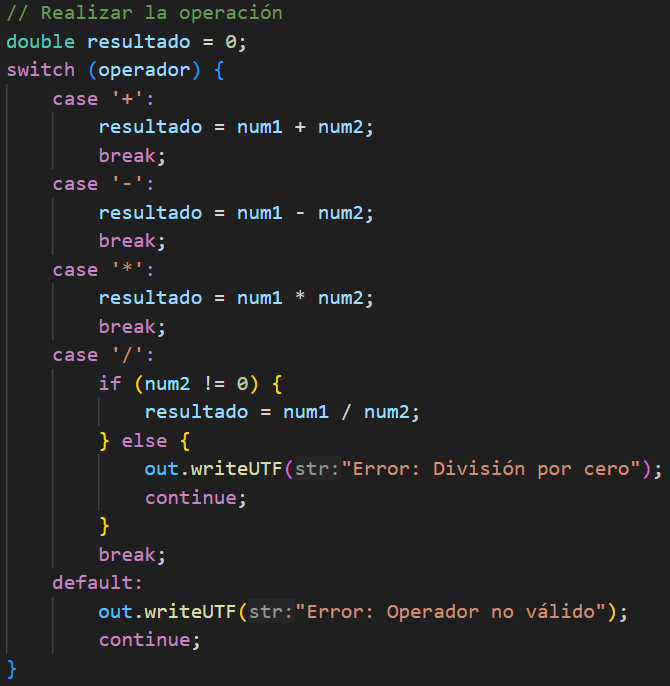 // Realizar la operación
double resultado = 0;
switch (operador) {
    case '+':
        resultado = num1 + num2;
        break;
    case '-':
        resultado = num1 - num2;
        break;
    case '*':
        resultado = num1 * num2;
        break;
    case '/':
        if (num2 != 0) {
            resultado = num1 / num2;
        } else {
            out.writeUTF(str:"Error: División por cero");
            continue;
        }
        break;
    default:
        out.writeUTF(str:"Error: Operador no válido");
        continue;
}